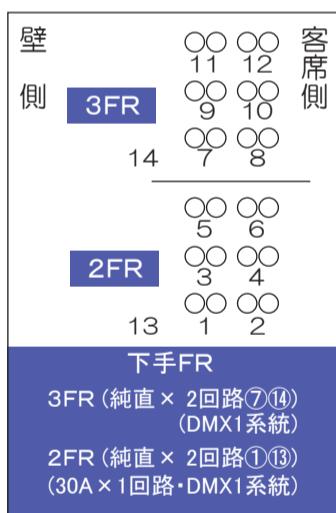 壁側
客席側
○○ ○○
11 12
3FR
○○ ○○
9 10
○○ ○○
14 7 8
○○ ○○
5 6
2FR
○○ ○○
3 4
○○ ○○
13 1 2
下手FR
3FR(純直× 2回路⑦⑭)
(DMX1系統)
2FR(純直× 2回路①⑬)
(30A×1回路・DMX1系統)